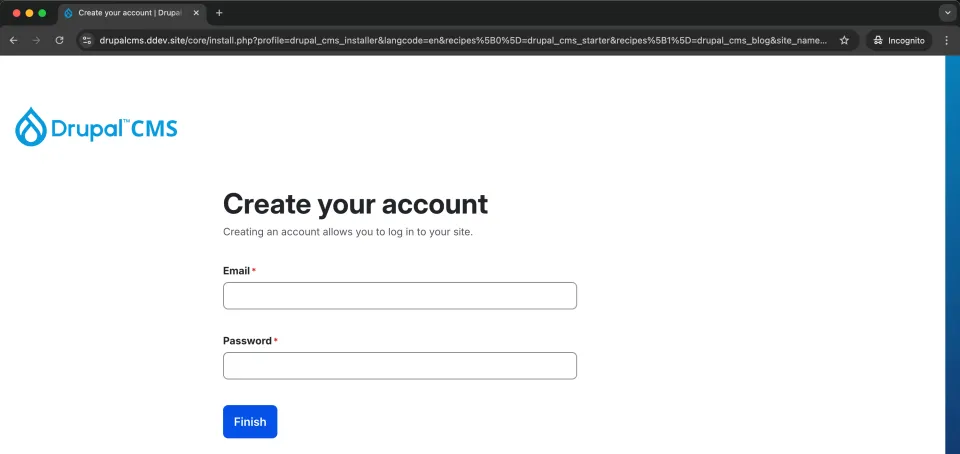 Create your account | Drupal
drupalcms.ddev.site/core/install.php?profile=drupal_cms_installer&langcode=en&recipes%5B0%5D=drupal_cms_starter&recipes%5B1%5D=drupal_cms_blog&site_name...
Incognito
Drupal™ CMS
Create your account
Creating an account allows you to log in to your site.
Email *
Password *
Finish